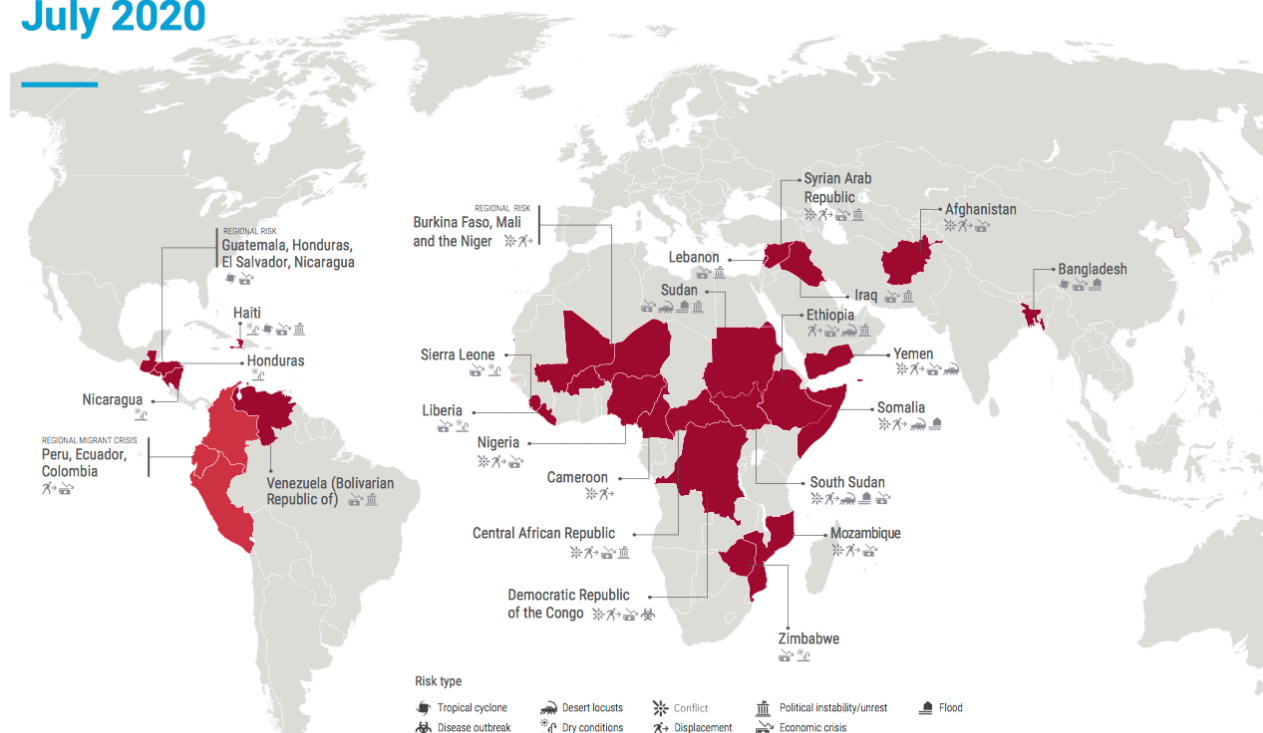 July 2020
REGIONAL RISK
Guatemala, Honduras,
El Salvador, Nicaragua
Haiti
Honduras
Nicaragua
REGIONAL MIGRANT CRISIS
Peru, Ecuador,
Colombia
Venezuela (Bolivarian
Republic of)
REGIONAL RISK
Burkina Faso, Mali
and the Niger
Sierra Leone
Liberia
Nigeria
Cameroon
Central African Republic
Democratic Republic
of the Congo
Syrian Arab
Republic
Lebanon
Sudan
Iraq
Ethiopia
Afghanistan
Bangladesh
Yemen
Somalia
South Sudan
Mozambique
Zimbabwe
Risk type
Tropical cyclone
Desert locusts
Conflict
Political instability/unrest
Flood
Disease outbreak
Dry conditions
Displacement
Economic crisis